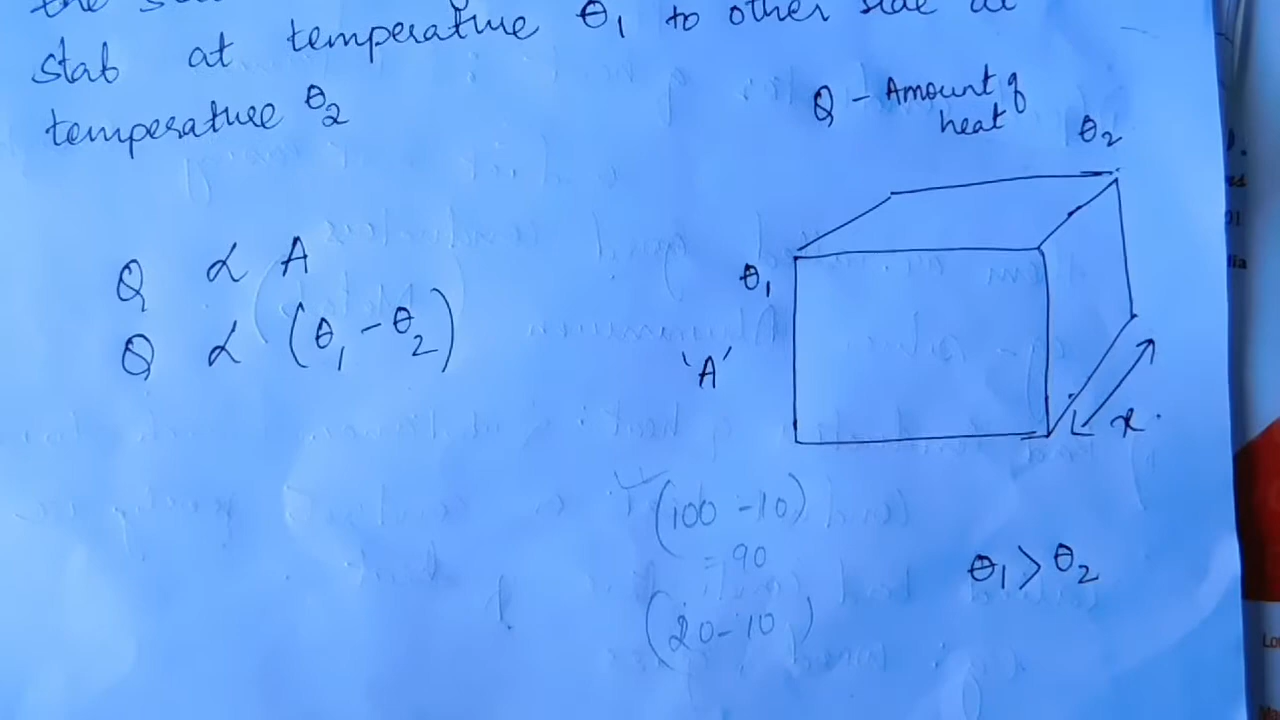 the
slab at temperature θ₁ to other side at
temperature θ₂
Q - Amount of
heat
θ₂
Q ∝ A
θ₁
Q ∝ (θ₁ - θ₂)
'A'
x.
(100 - 10)
= 90
θ₁ > θ₂
(20 - 10)